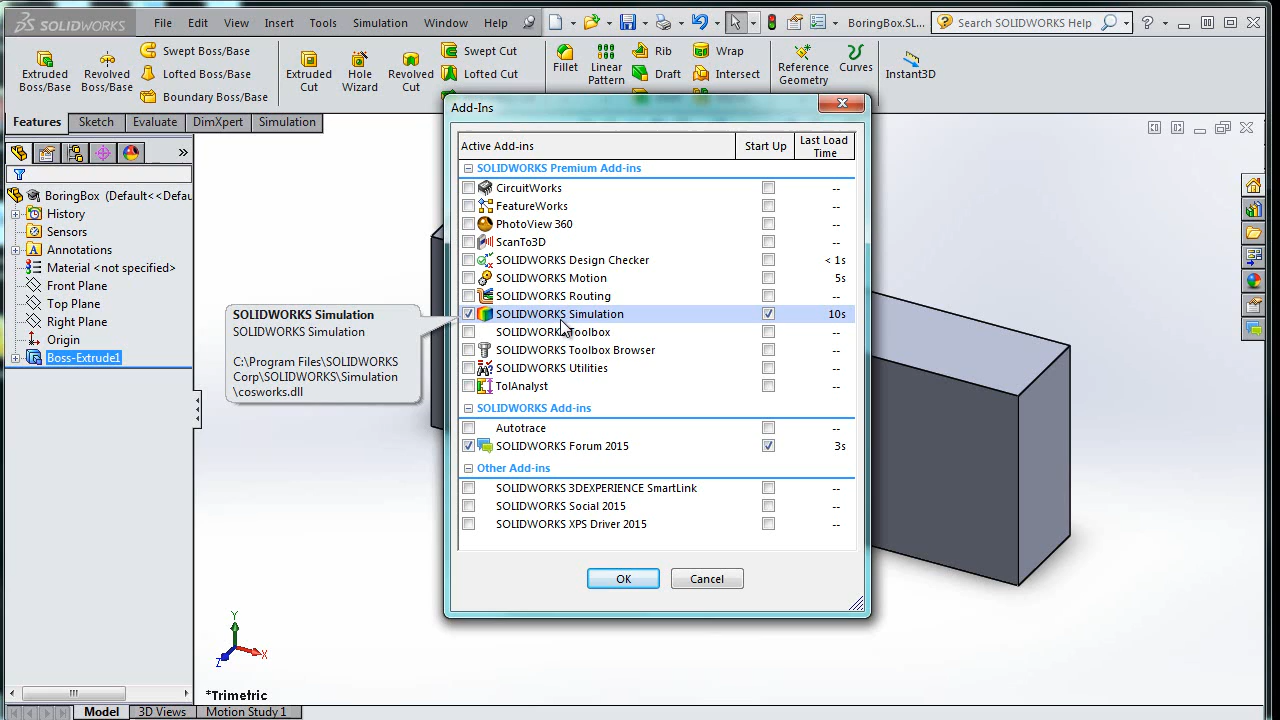 SOLIDWORKS File Edit View Insert Tools Simulation Window Help BoringBox.SL... Search SOLIDWORKS Help
Extruded Boss/Base
Revolved Boss/Base
Swept Boss/Base
Lofted Boss/Base
Boundary Boss/Base
Extruded Cut
Hole Wizard
Revolved Cut
Swept Cut
Lofted Cut
Fillet
Linear Pattern
Rib
Draft
Wrap
Intersect
Reference Geometry
Curves
Instant3D
Features Sketch Evaluate DimXpert Simulation
BoringBox (Default<<Defau
History
Sensors
Annotations
Material <not specified>
Front Plane
Top Plane
Right Plane
Origin
Boss-Extrude1
SOLIDWORKS Simulation
SOLIDWORKS Simulation
C:\Program Files\SOLIDWORKS
Corp\SOLIDWORKS\Simulation
\cosworks.dll
Add-Ins
Active Add-ins Start Up Last Load Time
SOLIDWORKS Premium Add-ins
CircuitWorks --
FeatureWorks --
PhotoView 360 --
ScanTo3D --
SOLIDWORKS Design Checker < 1s
SOLIDWORKS Motion 5s
SOLIDWORKS Routing --
SOLIDWORKS Simulation 10s
SOLIDWORKS Toolbox --
SOLIDWORKS Toolbox Browser --
SOLIDWORKS Utilities --
TolAnalyst --
SOLIDWORKS Add-ins
Autotrace --
SOLIDWORKS Forum 2015 3s
Other Add-ins
SOLIDWORKS 3DEXPERIENCE SmartLink --
SOLIDWORKS Social 2015 --
SOLIDWORKS XPS Driver 2015 --
OK Cancel
Y
X
Z
*Trimetric
Model 3D Views Motion Study 1